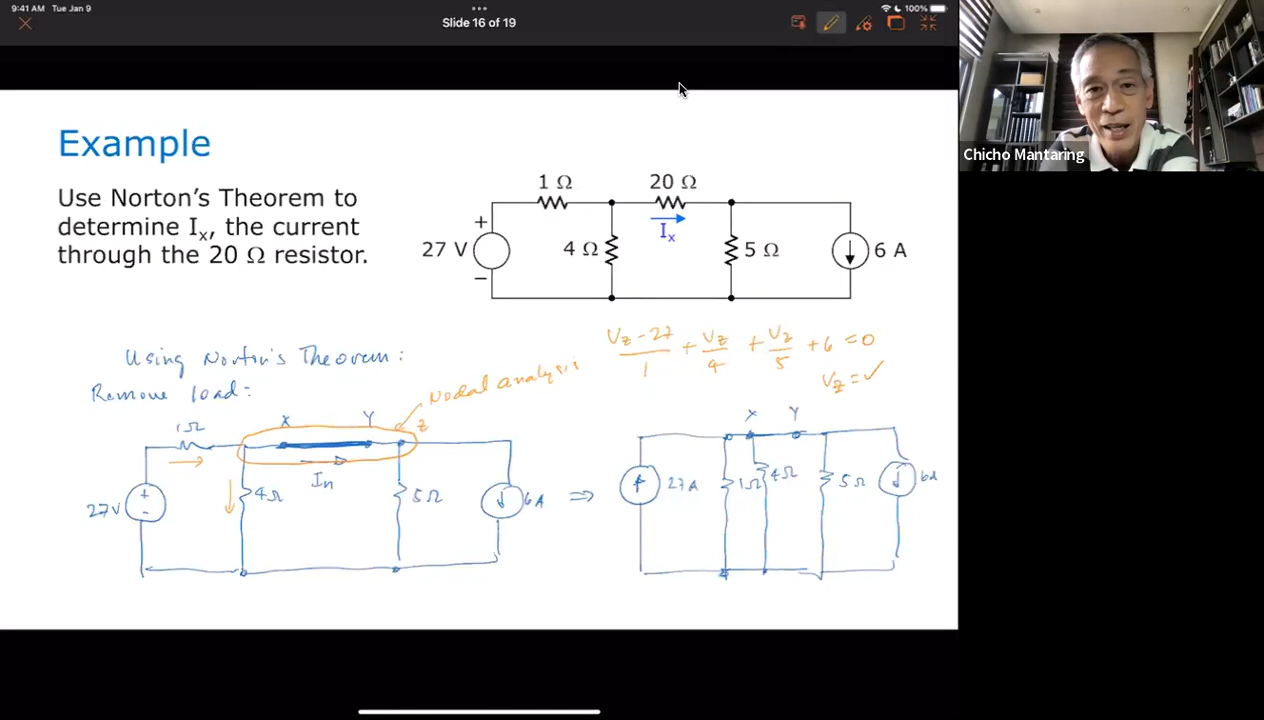 9:41 AM Tue Jan 9
100%
Slide 16 of 19
Chicho Mantaring
Example
Use Norton's Theorem to
determine Ix, the current
through the 20 Ω resistor.
1 Ω
20 Ω
+
27 V
−
4 Ω
Ix
5 Ω
6 A
Using Norton's Theorem:
Remove load:
Nodal analysis
Vz - 27 / 1 + Vz / 4 + Vz / 5 + 6 = 0
Vz = ✓
1Ω
X
Y
Z
In
+
-
27V
4Ω
5Ω
6A
⇒
X
Y
27A
1Ω
4Ω
5Ω
6A